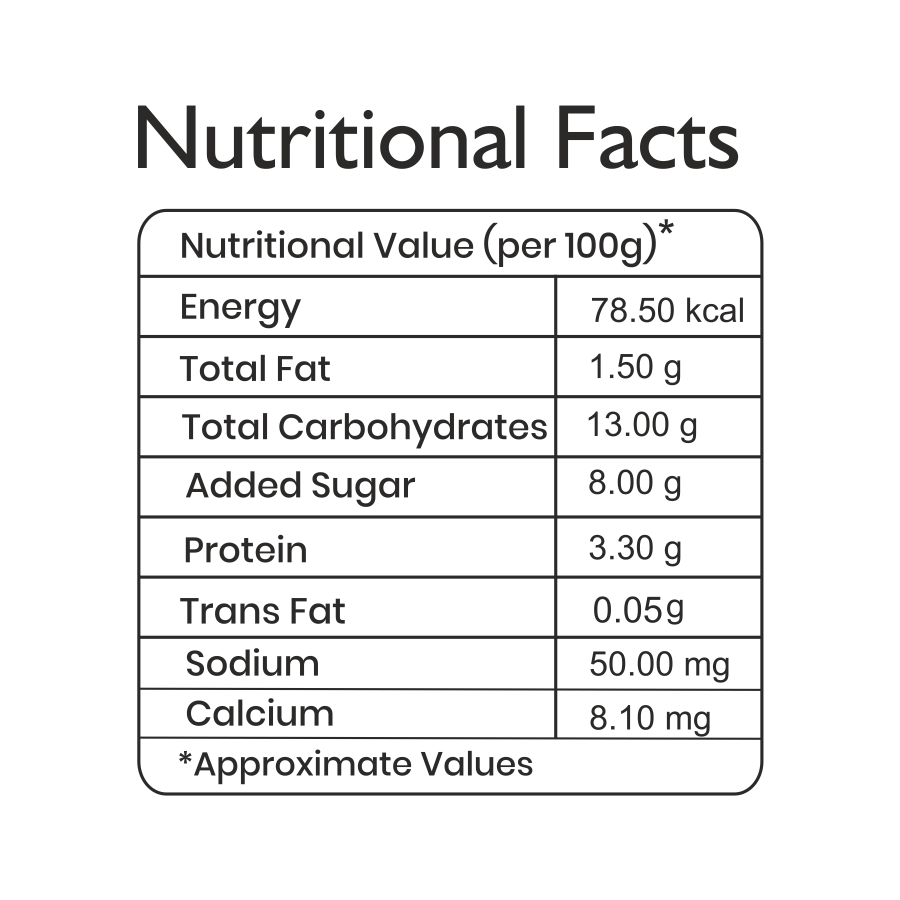 Nutritional Facts
Nutritional Value (per 100g)*
Energy 78.50 kcal
Total Fat 1.50 g
Total Carbohydrates 13.00 g
Added Sugar 8.00 g
Protein 3.30 g
Trans Fat 0.05g
Sodium 50.00 mg
Calcium 8.10 mg
*Approximate Values